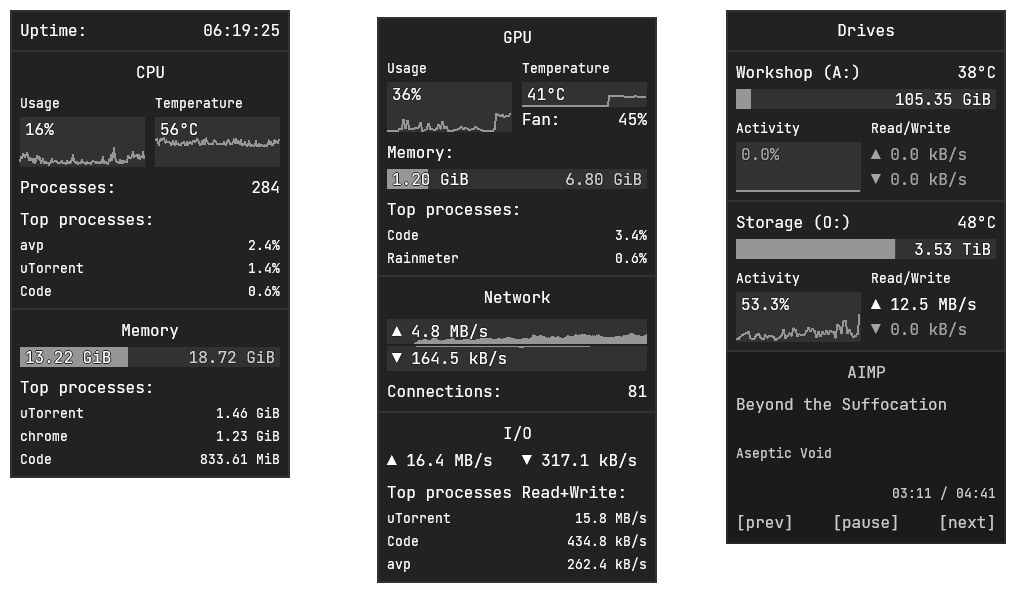 Uptime: 06:19:25
CPU
Usage Temperature
16% 56°C
Processes: 284
Top processes:
avp 2.4%
uTorrent 1.4%
Code 0.6%
Memory
13.22 GiB 18.72 GiB
Top processes:
uTorrent 1.46 GiB
chrome 1.23 GiB
Code 833.61 MiB
GPU
Usage Temperature
36% 41°C
Fan: 45%
Memory:
1.20 GiB 6.80 GiB
Top processes:
Code 3.4%
Rainmeter 0.6%
Network
▲ 4.8 MB/s
▼ 164.5 kB/s
Connections: 81
I/O
▲ 16.4 MB/s ▼ 317.1 kB/s
Top processes Read+Write:
uTorrent 15.8 MB/s
Code 434.8 kB/s
avp 262.4 kB/s
Drives
Workshop (A:) 38°C
105.35 GiB
Activity Read/Write
0.0% ▲ 0.0 kB/s
▼ 0.0 kB/s
Storage (O:) 48°C
3.53 TiB
Activity Read/Write
53.3% ▲ 12.5 MB/s
▼ 0.0 kB/s
AIMP
Beyond the Suffocation
Aseptic Void
03:11 / 04:41
[prev] [pause] [next]